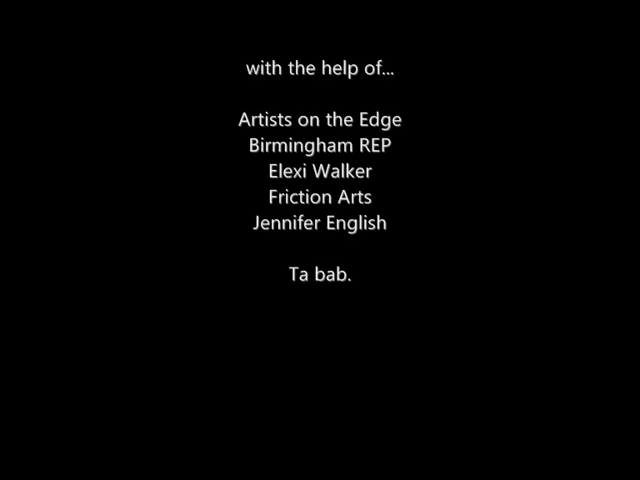 with the help of...
Artists on the Edge
Birmingham REP
Elexi Walker
Friction Arts
Jennifer English
Ta bab.